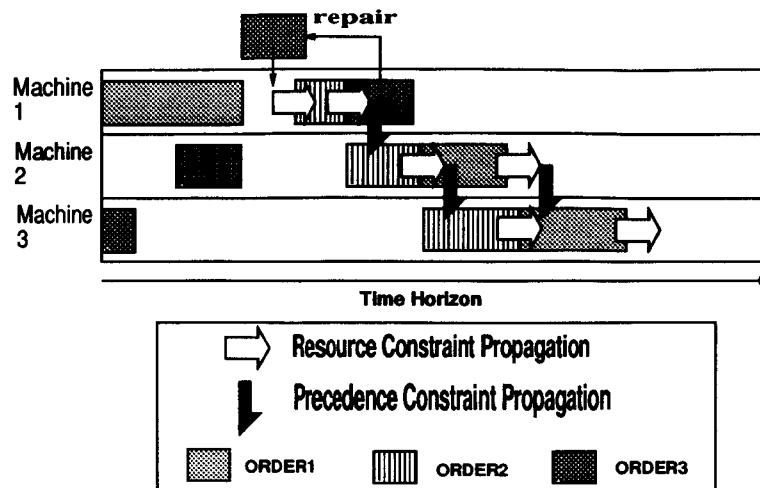 repair
Machine
1
Machine
2
Machine
3
Time Horizon
Resource Constraint Propagation
Precedence Constraint Propagation
ORDER1 ORDER2 ORDER3